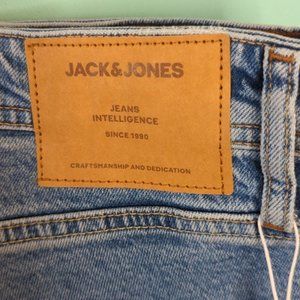 JACK&JONES
JEANS
INTELLIGENCE
SINCE 1990
CRAFTSMANSHIP AND DEDICATION